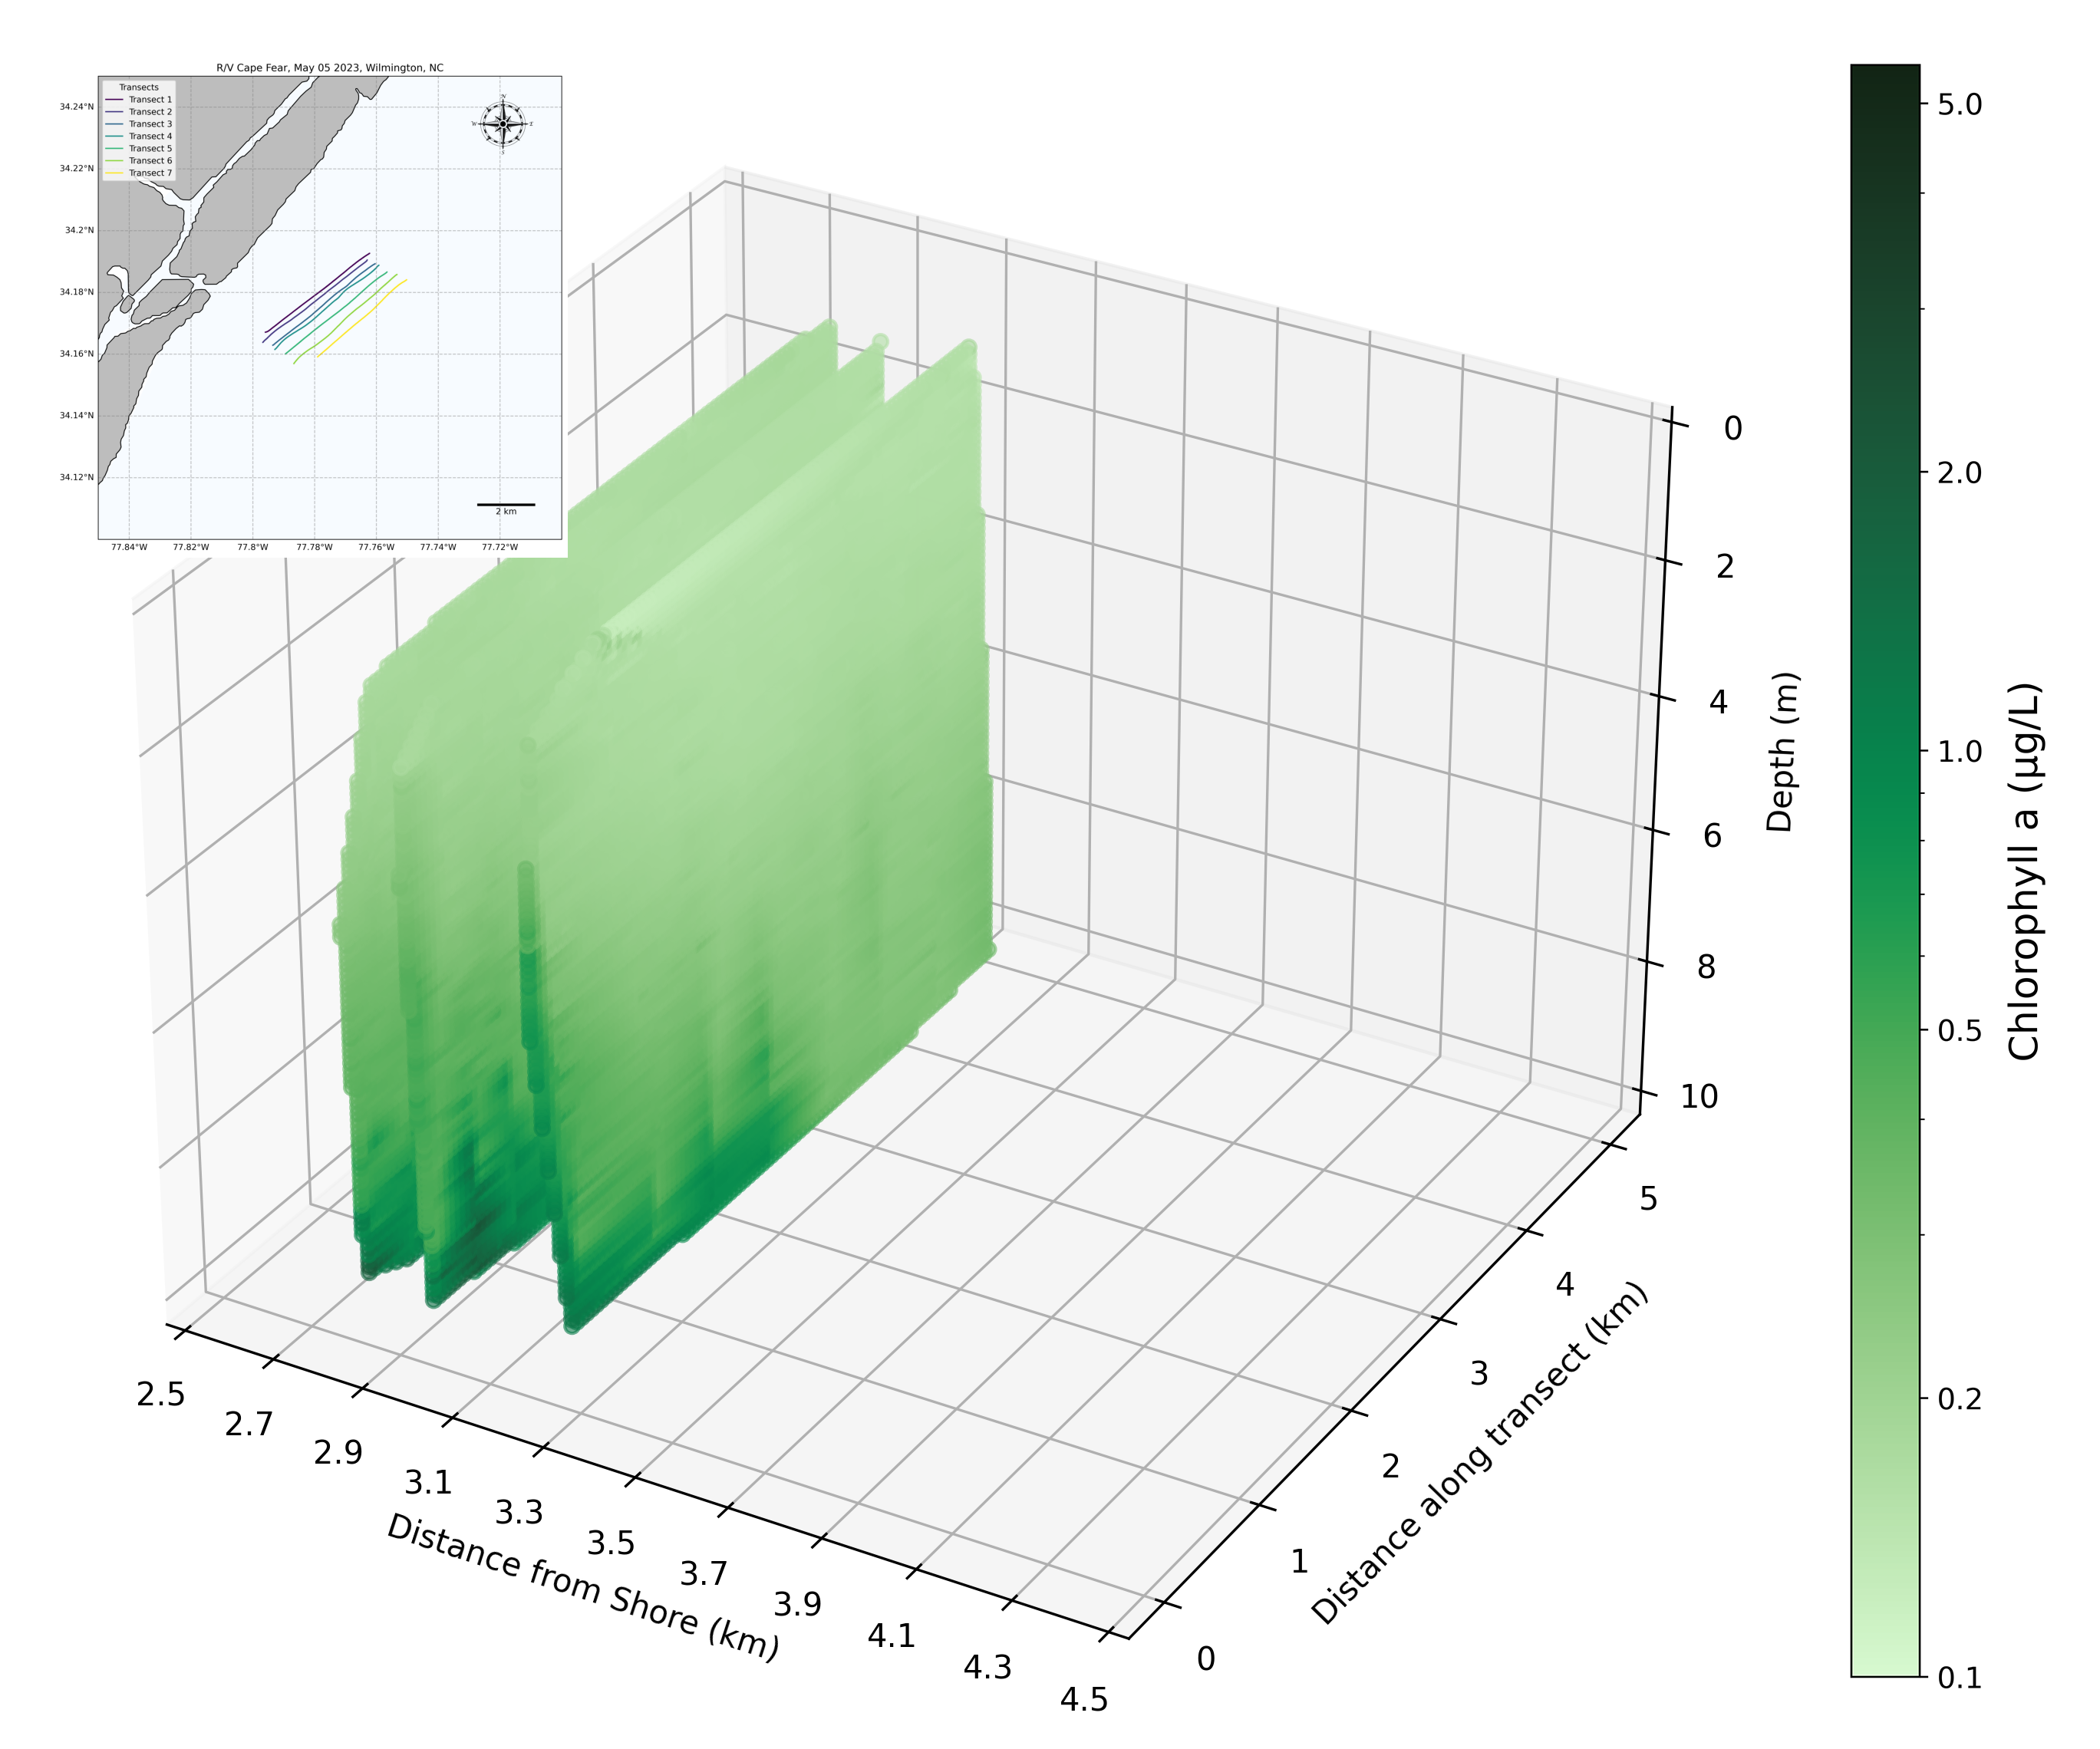 R/V Cape Fear, May 05 2023, Wilmington, NC
Transects
Transect 1
Transect 2
Transect 3
Transect 4
Transect 5
Transect 6
Transect 7
N
W
E
S
34.24°N
34.22°N
34.2°N
34.18°N
34.16°N
34.14°N
34.12°N
2 km
77.84°W 77.82°W 77.8°W 77.78°W 77.76°W 77.74°W 77.72°W
0
2
4
6
8
10
Depth (m)
5
4
3
2
1
0
Distance along transect (km)
2.5
2.7
2.9
3.1
3.3
3.5
3.7
3.9
4.1
4.3
4.5
Distance from Shore (km)
5.0
2.0
1.0
0.5
0.2
0.1
Chlorophyll a (µg/L)